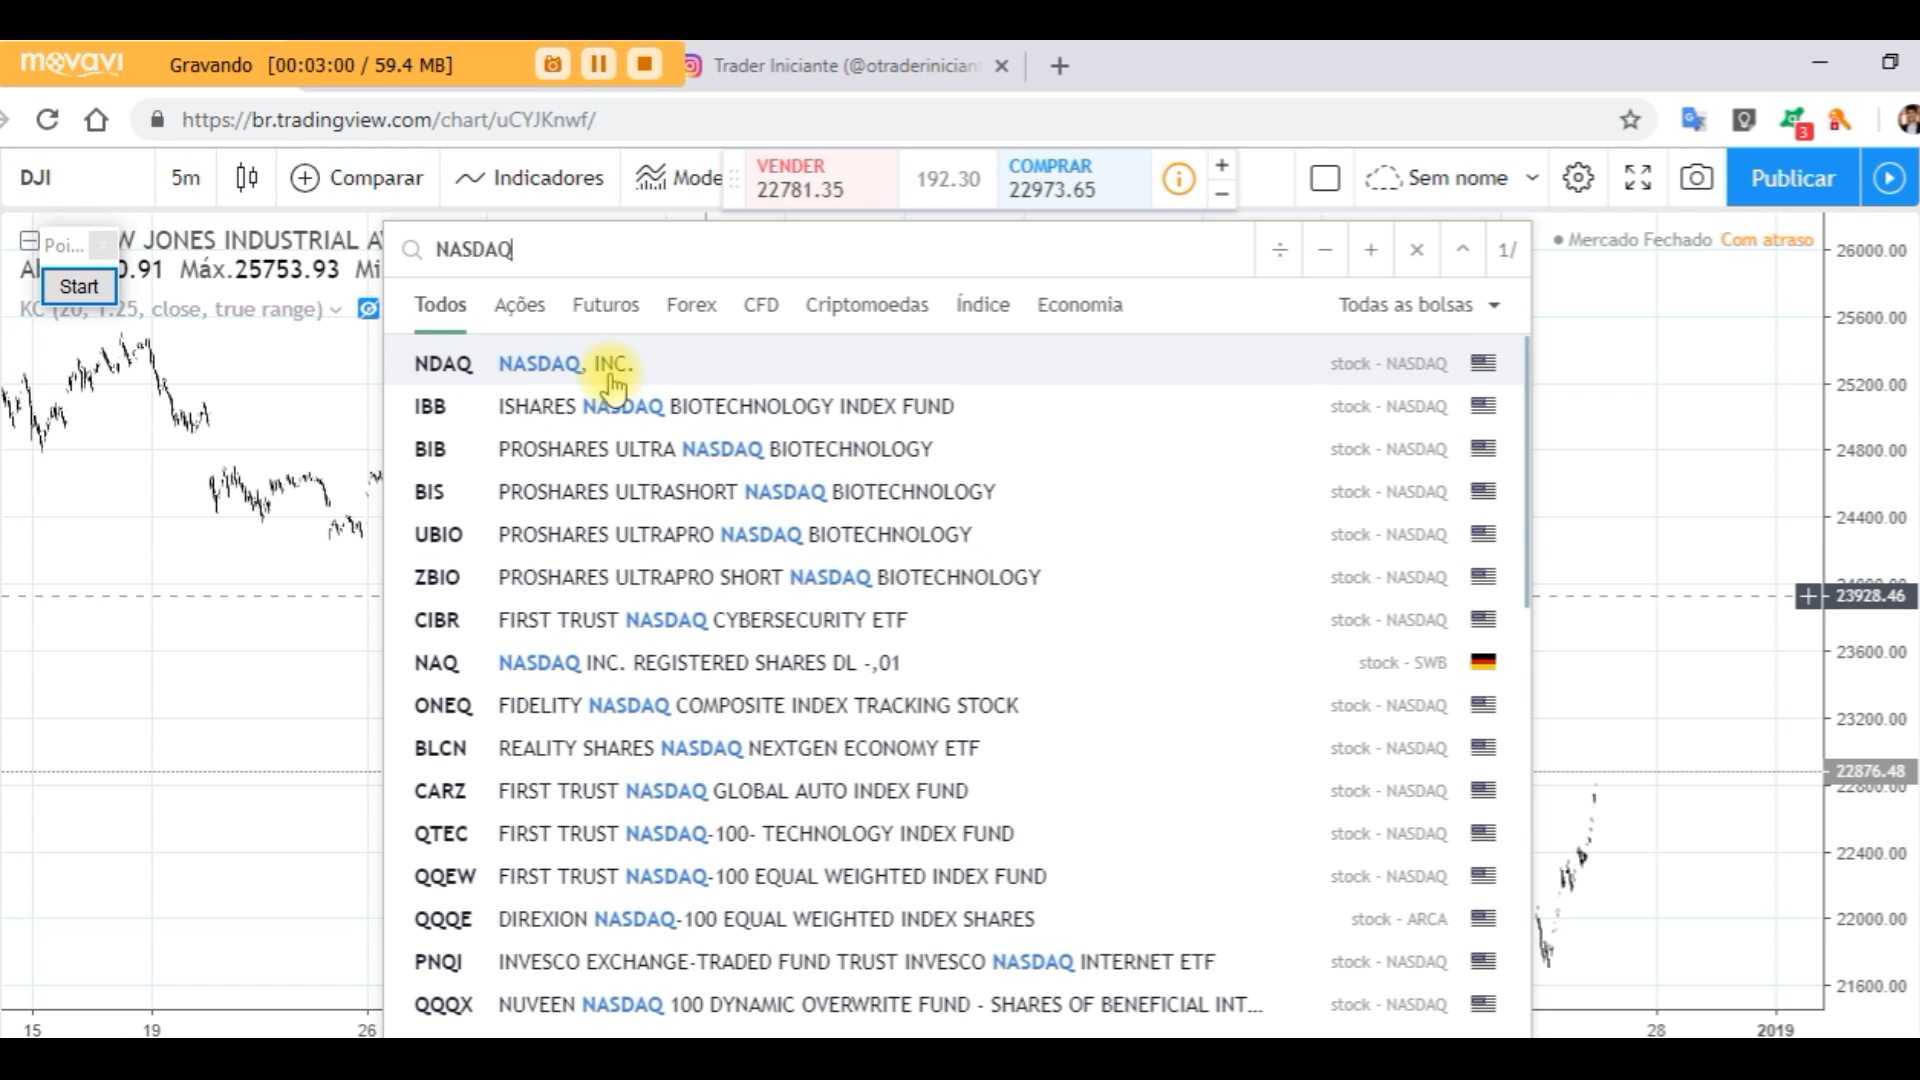 movavi Gravando [00:03:00 / 59.4 MB]
Trader Iniciante (@otraderinician
https://br.tradingview.com/chart/uCYJKnwf/
3
DJI 5m Comparar Indicadores Mode
VENDER
22781.35
192.30
COMPRAR
22973.65
Sem nome
Publicar
W JONES INDUSTRIAL A
Poi...
Start
0.91 Máx.25753.93 Mi
KC (20, 1.25, close, true range)
Mercado Fechado Com atraso
NASDAQ
1/
Todos Ações Futuros Forex CFD Criptomoedas Índice Economia Todas as bolsas
NDAQ NASDAQ, INC. stock - NASDAQ
IBB ISHARES NASDAQ BIOTECHNOLOGY INDEX FUND stock - NASDAQ
BIB PROSHARES ULTRA NASDAQ BIOTECHNOLOGY stock - NASDAQ
BIS PROSHARES ULTRASHORT NASDAQ BIOTECHNOLOGY stock - NASDAQ
UBIO PROSHARES ULTRAPRO NASDAQ BIOTECHNOLOGY stock - NASDAQ
ZBIO PROSHARES ULTRAPRO SHORT NASDAQ BIOTECHNOLOGY stock - NASDAQ
CIBR FIRST TRUST NASDAQ CYBERSECURITY ETF stock - NASDAQ
NAQ NASDAQ INC. REGISTERED SHARES DL -,01 stock - SWB
ONEQ FIDELITY NASDAQ COMPOSITE INDEX TRACKING STOCK stock - NASDAQ
BLCN REALITY SHARES NASDAQ NEXTGEN ECONOMY ETF stock - NASDAQ
CARZ FIRST TRUST NASDAQ GLOBAL AUTO INDEX FUND stock - NASDAQ
QTEC FIRST TRUST NASDAQ-100- TECHNOLOGY INDEX FUND stock - NASDAQ
QQEW FIRST TRUST NASDAQ-100 EQUAL WEIGHTED INDEX FUND stock - NASDAQ
QQQE DIREXION NASDAQ-100 EQUAL WEIGHTED INDEX SHARES stock - ARCA
PNQI INVESCO EXCHANGE-TRADED FUND TRUST INVESCO NASDAQ INTERNET ETF stock - NASDAQ
QQQX NUVEEN NASDAQ 100 DYNAMIC OVERWRITE FUND - SHARES OF BENEFICIAL INT... stock - NASDAQ
26000.00
25600.00
25200.00
24800.00
24400.00
23928.46
23600.00
23200.00
22876.48
22800.00
22400.00
22000.00
21600.00
15 19 26 28 2019